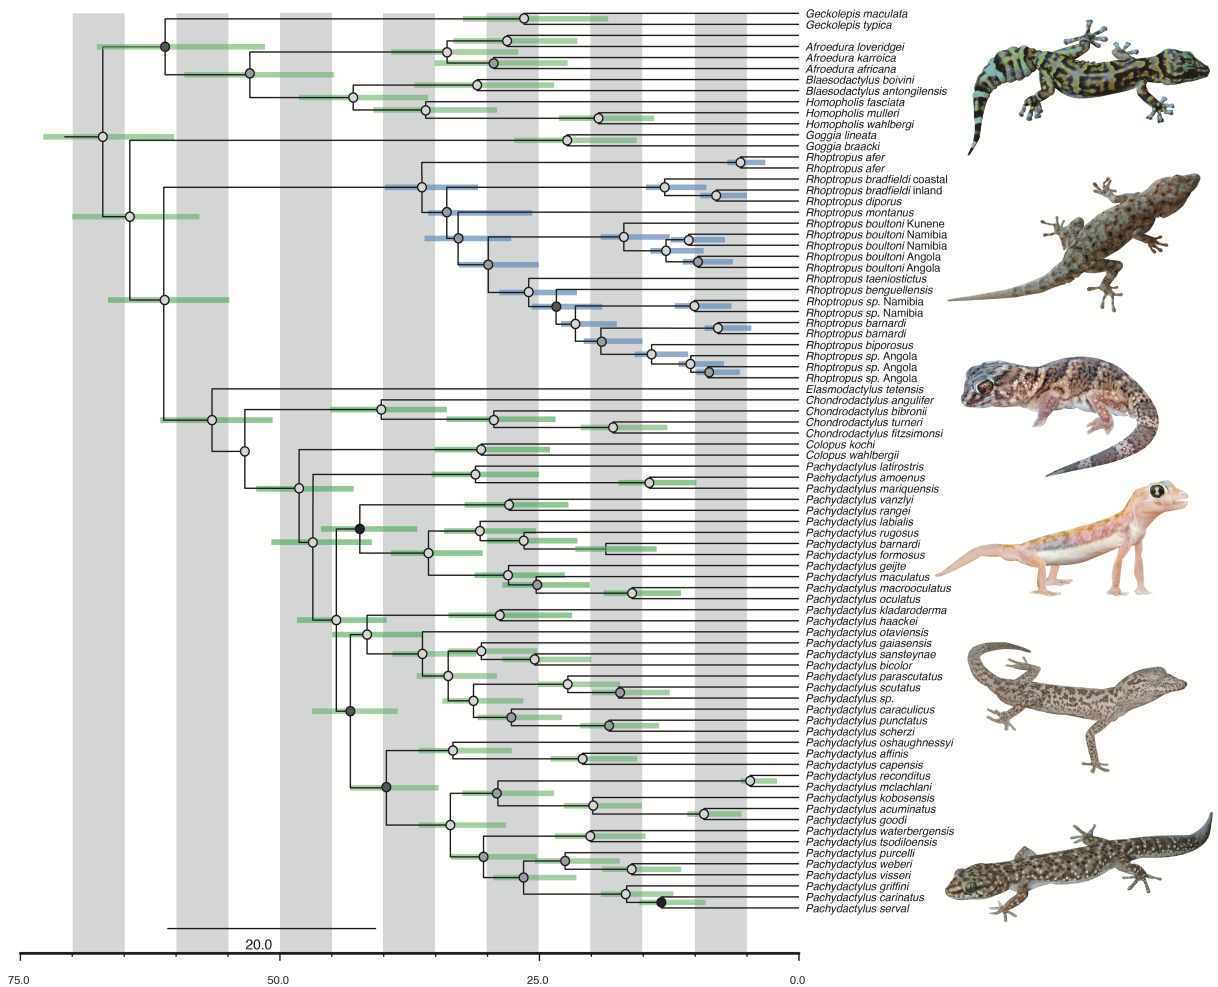 Geckolepis maculata
Geckolepis typica
Afroedura loveridgei
Afroedura karroica
Afroedura africana
Blaesodactylus boivini
Blaesodactylus antongilensis
Homopholis fasciata
Homopholis mulleri
Homopholis wahlbergi
Goggia lineata
Goggia braacki
Rhoptropus afer
Rhoptropus afer
Rhoptropus bradfieldi coastal
Rhoptropus bradfieldi inland
Rhoptropus diporus
Rhoptropus montanus
Rhoptropus boultoni Kunene
Rhoptropus boultoni Namibia
Rhoptropus boultoni Namibia
Rhoptropus boultoni Angola
Rhoptropus boultoni Angola
Rhoptropus taeniostictus
Rhoptropus benguellensis
Rhoptropus sp. Namibia
Rhoptropus sp. Namibia
Rhoptropus barnardi
Rhoptropus barnardi
Rhoptropus biporosus
Rhoptropus sp. Angola
Rhoptropus sp. Angola
Rhoptropus sp. Angola
Elasmodactylus tetensis
Chondrodactylus angulifer
Chondrodactylus bibronii
Chondrodactylus turneri
Chondrodactylus fitzsimonsi
Colopus kochi
Colopus wahlbergii
Pachydactylus latirostris
Pachydactylus amoenus
Pachydactylus mariquensis
Pachydactylus vanzlyi
Pachydactylus rangei
Pachydactylus labialis
Pachydactylus rugosus
Pachydactylus barnardi
Pachydactylus formosus
Pachydactylus geijte
Pachydactylus maculatus
Pachydactylus macrooculatus
Pachydactylus oculatus
Pachydactylus kladaroderma
Pachydactylus haackei
Pachydactylus otaviensis
Pachydactylus gaiasensis
Pachydactylus sansteynae
Pachydactylus bicolor
Pachydactylus parascutatus
Pachydactylus scutatus
Pachydactylus sp.
Pachydactylus caraculicus
Pachydactylus punctatus
Pachydactylus scherzi
Pachydactylus oshaughnessyi
Pachydactylus affinis
Pachydactylus capensis
Pachydactylus reconditus
Pachydactylus mclachlani
Pachydactylus kobosensis
Pachydactylus acuminatus
Pachydactylus goodi
Pachydactylus waterbergensis
Pachydactylus tsodiloensis
Pachydactylus purcelli
Pachydactylus weberi
Pachydactylus visseri
Pachydactylus griffini
Pachydactylus carinatus
Pachydactylus serval
20.0
75.0 50.0 25.0 0.0